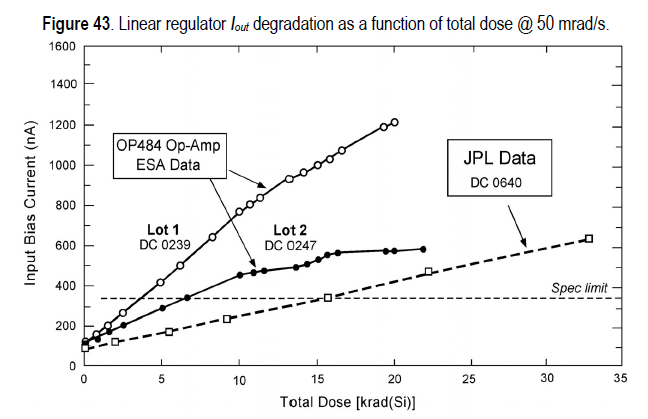 Figure 43. Linear regulator Iout degradation as a function of total dose @ 50 mrad/s.
1600
1400
1200
1000
800
600
400
200
0
Input Bias Current (nA)
OP484 Op-Amp
ESA Data
JPL Data
DC 0640
Lot 1
DC 0239
Lot 2
DC 0247
Spec limit
0
5
10
15
20
25
30
35
Total Dose [krad(Si)]